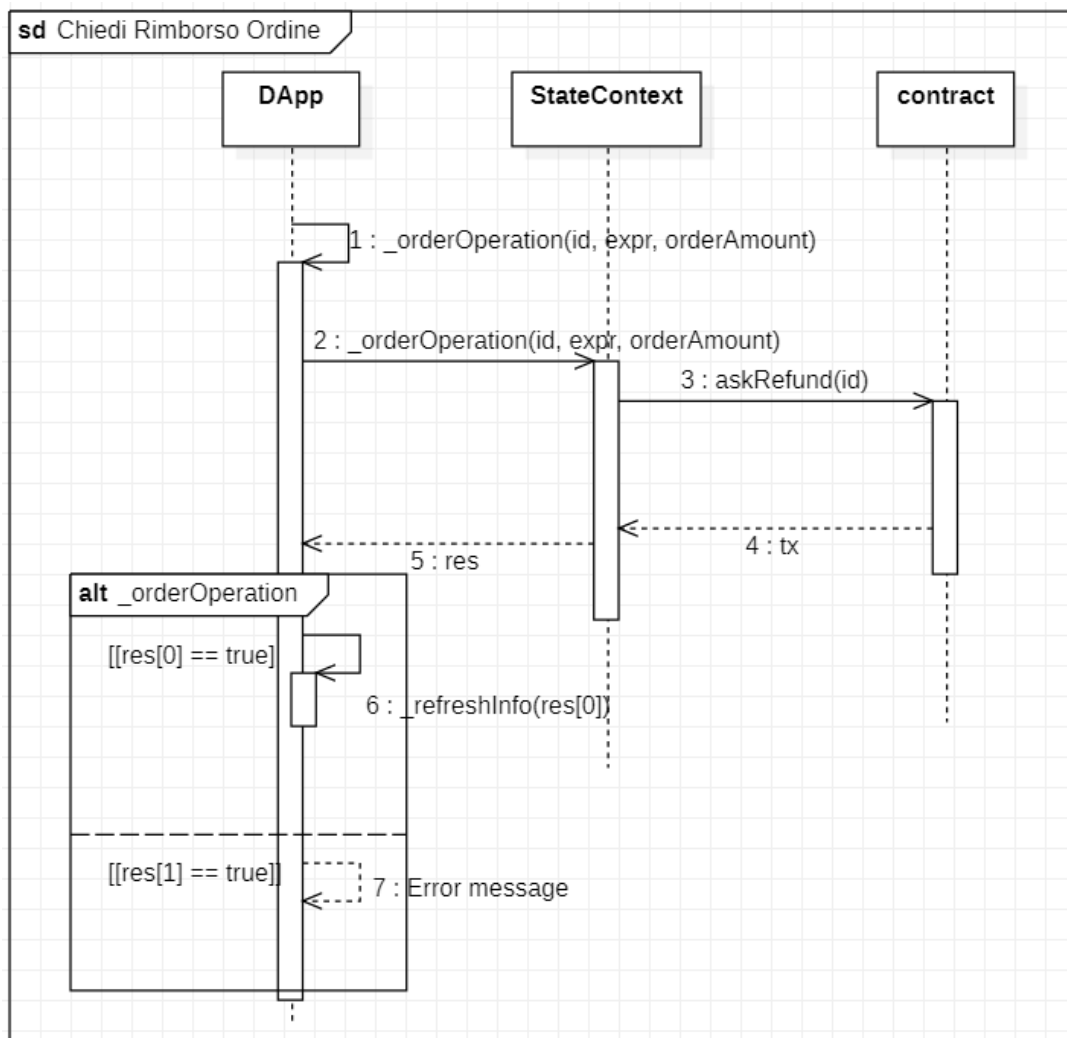 sd Chiedi Rimborso Ordine
DApp
StateContext
contract
1 : _orderOperation(id, expr, orderAmount)
2 : _orderOperation(id, expr, orderAmount)
3 : askRefund(id)
4 : tx
5 : res
alt _orderOperation
[[res[0] == true]
6 : _refreshInfo(res[0])
[[res[1] == true]]
7 : Error message